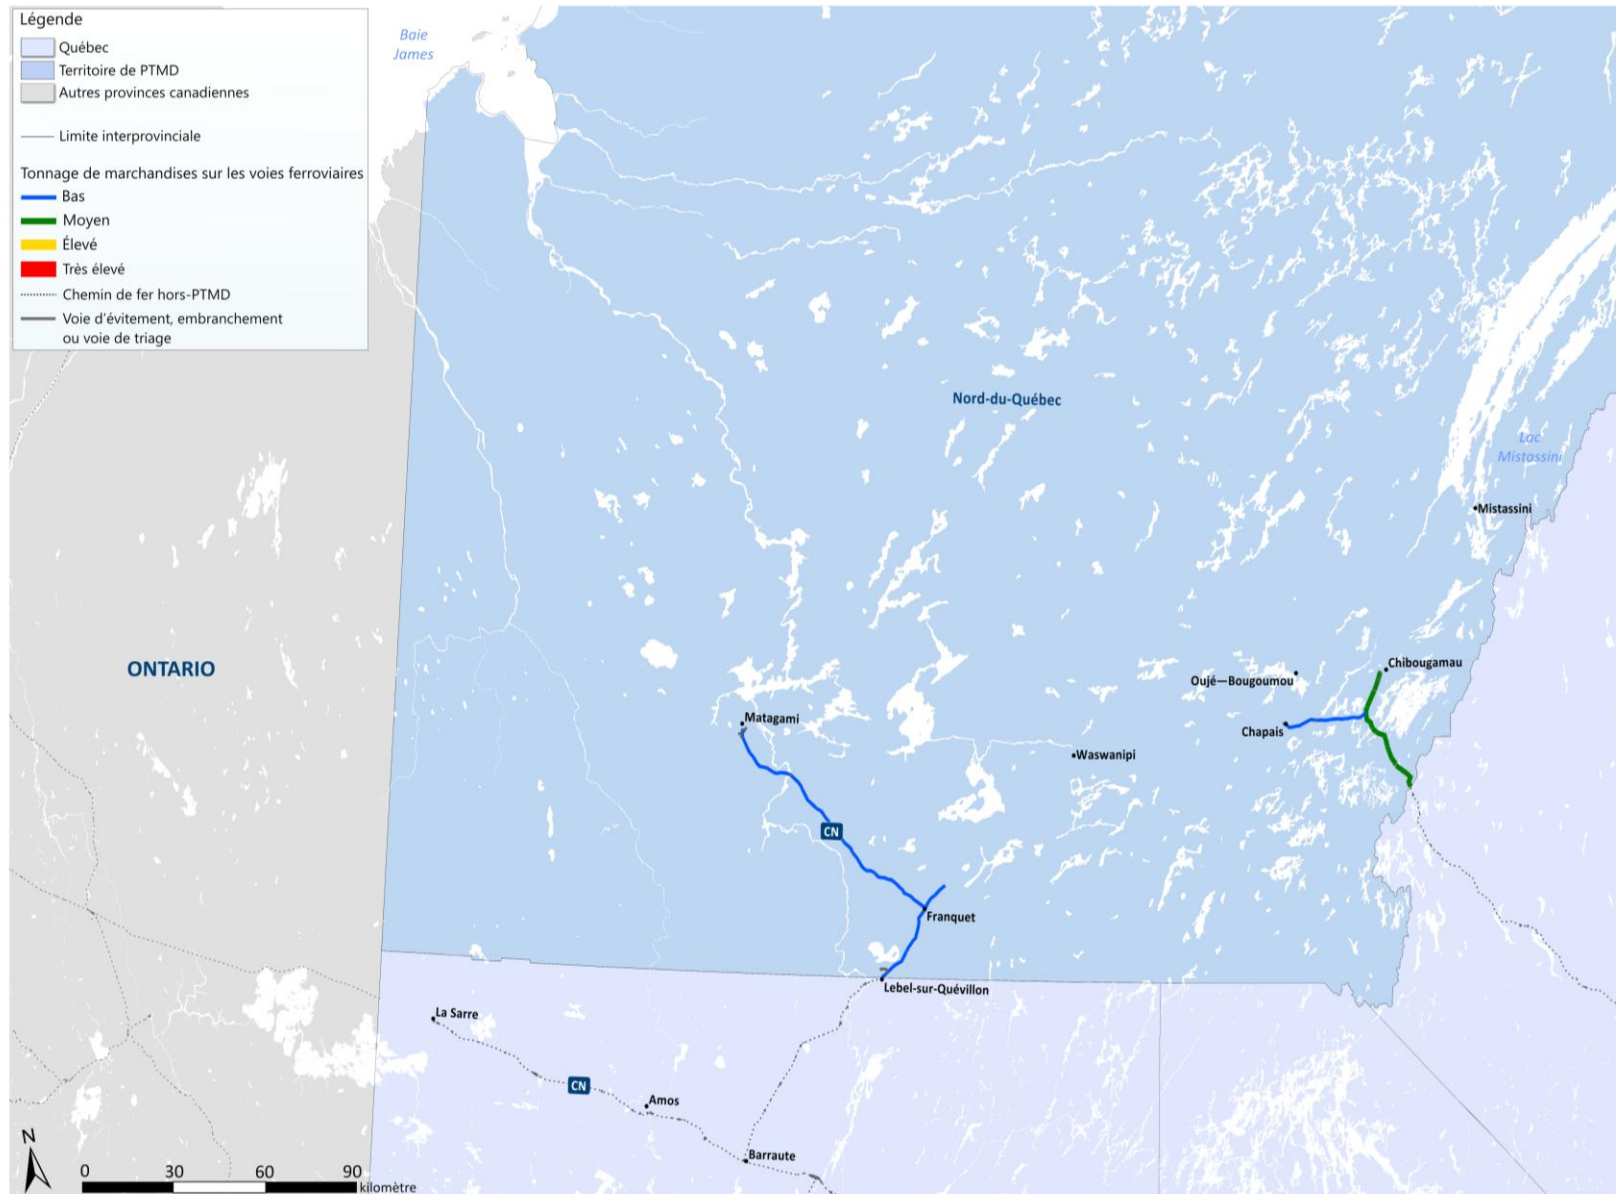 Légende
Québec
Territoire de PTMD
Autres provinces canadiennes
Limite interprovinciale
Tonnage de marchandises sur les voies ferroviaires
Bas
Moyen
Élevé
Très élevé
Chemin de fer hors-PTMD
Voie d'évitement, embranchement
ou voie de triage
Baie
James
Nord-du-Québec
Lac
Mistassini
Mistassini
ONTARIO
Chibougamau
Oujé—Bougoumou
Chapais
Matagami
Waswanipi
CN
Franquet
Lebel-sur-Quévillon
La Sarre
CN
Amos
Barraute
N
0 30 60 90
kilomètre